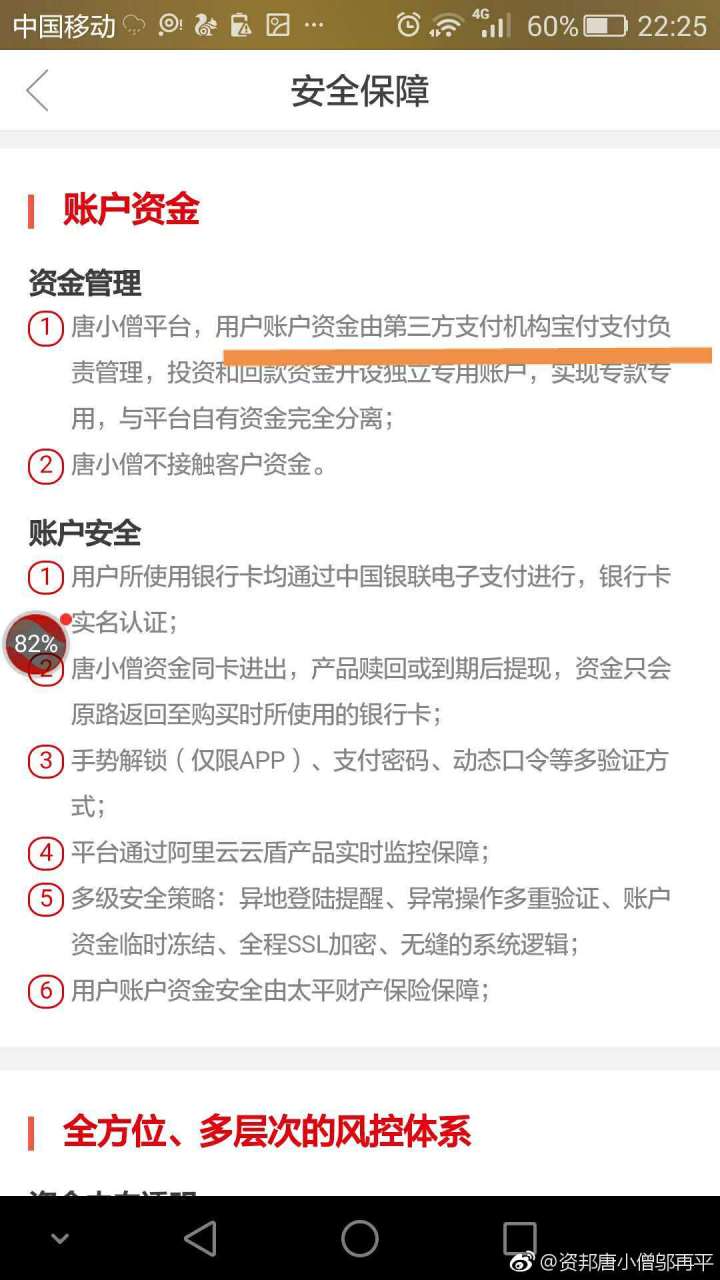 中国移动 4G 60% 22:25
安全保障
账户资金
资金管理
1 唐小僧平台，用户账户资金由第三方支付机构宝付支付负
责管理，投资和回款资金开设独立专用账户，实现专款专
用，与平台自有资金完全分离；
2 唐小僧不接触客户资金。
账户安全
1 用户所使用银行卡均通过中国银联电子支付进行，银行卡
实名认证；
82%
2 唐小僧资金同卡进出，产品赎回或到期后提现，资金只会
原路返回至购买时所使用的银行卡；
3 手势解锁（仅限APP）、支付密码、动态口令等多验证方
式；
4 平台通过阿里云云盾产品实时监控保障；
5 多级安全策略：异地登陆提醒、异常操作多重验证、账户
资金临时冻结、全程SSL加密、无缝的系统逻辑；
6 用户账户资金安全由太平财产保险保障；
全方位、多层次的风控体系
@资邦唐小僧邬再平